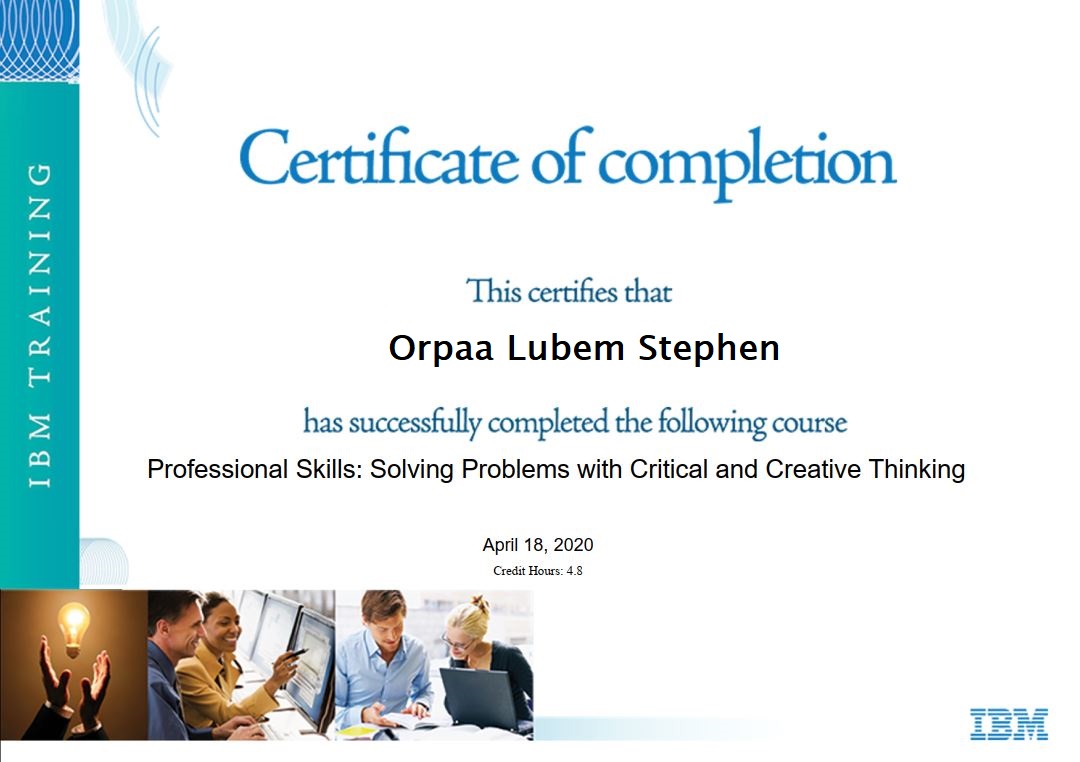 IBM TRAINING
Certificate of completion
This certifies that
Orpaa Lubem Stephen
has successfully completed the following course
Professional Skills: Solving Problems with Critical and Creative Thinking
April 18, 2020
Credit Hours: 4.8
IBM